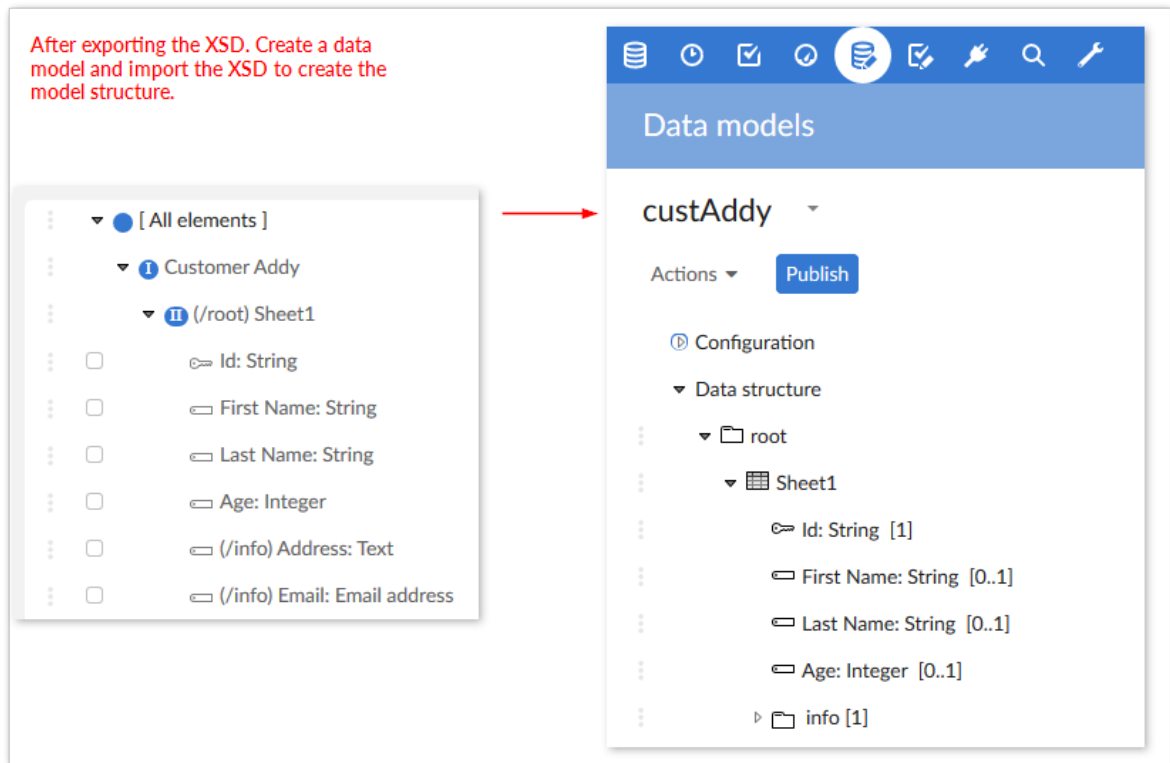 After exporting the XSD. Create a data
model and import the XSD to create the
model structure.
[ All elements ]
I Customer Addy
II (/root) Sheet1
Id: String
First Name: String
Last Name: String
Age: Integer
(/info) Address: Text
(/info) Email: Email address
Data models
custAddy
Actions
Publish
Configuration
Data structure
root
Sheet1
Id: String [1]
First Name: String [0..1]
Last Name: String [0..1]
Age: Integer [0..1]
info [1]